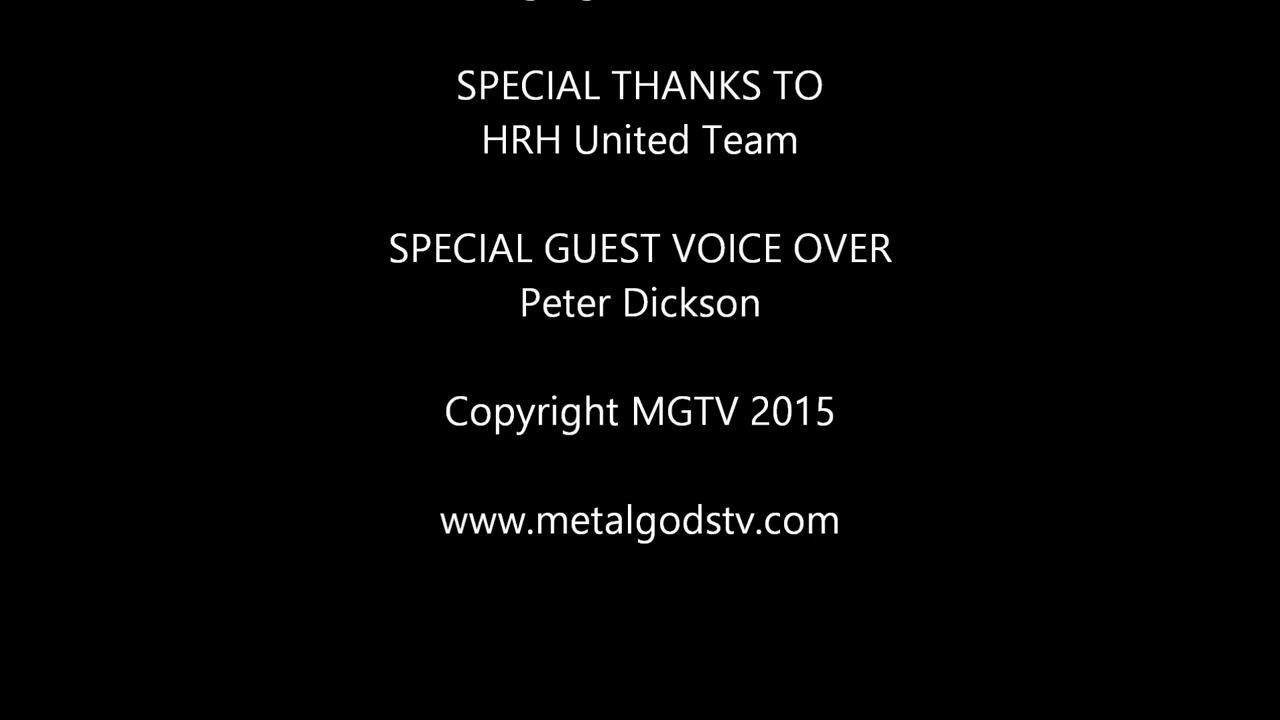 SPECIAL THANKS TO
HRH United Team
SPECIAL GUEST VOICE OVER
Peter Dickson
Copyright MGTV 2015
www.metalgodstv.com